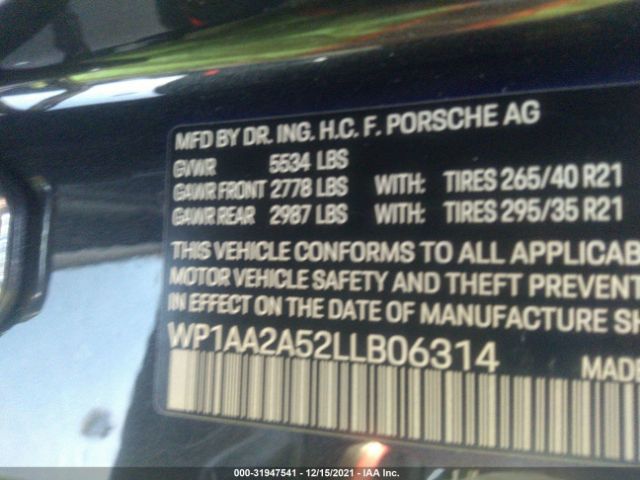 MFD BY DR. ING. H.C. F. PORSCHE AG
GVWR 5534 LBS
GAWR FRONT 2778 LBS WITH: TIRES 265/40 R21
GAWR REAR 2987 LBS WITH: TIRES 295/35 R21
THIS VEHICLE CONFORMS TO ALL APPLICAB
MOTOR VEHICLE SAFETY AND THEFT PREVENT
IN EFFECT ON THE DATE OF MANUFACTURE SH
WP1AA2A52LLB06314 MADE
000-31947541 - 12/15/2021 - IAA Inc.